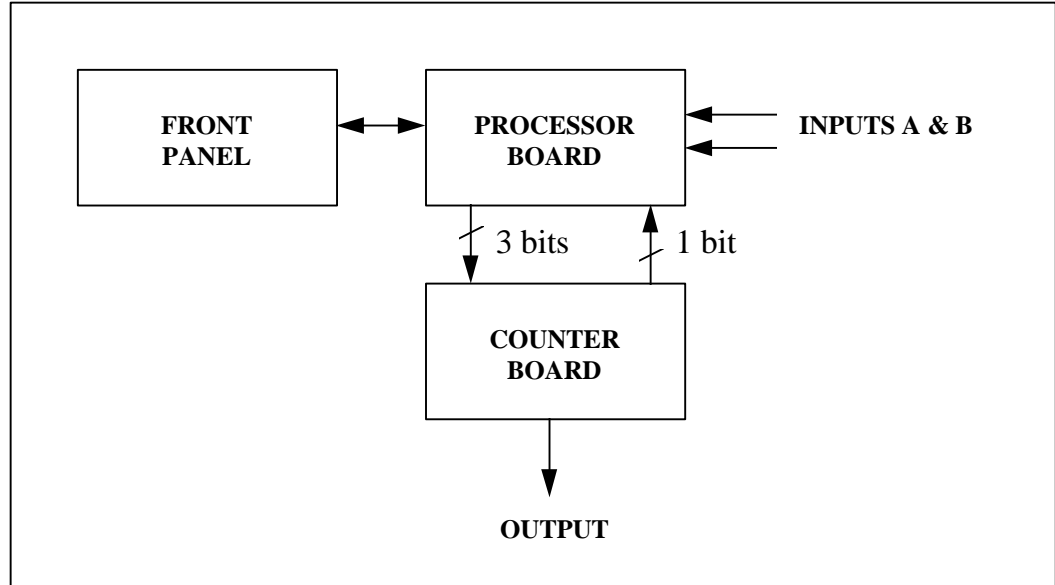 FRONT
PANEL
PROCESSOR
BOARD
INPUTS A & B
3 bits
1 bit
COUNTER
BOARD
OUTPUT